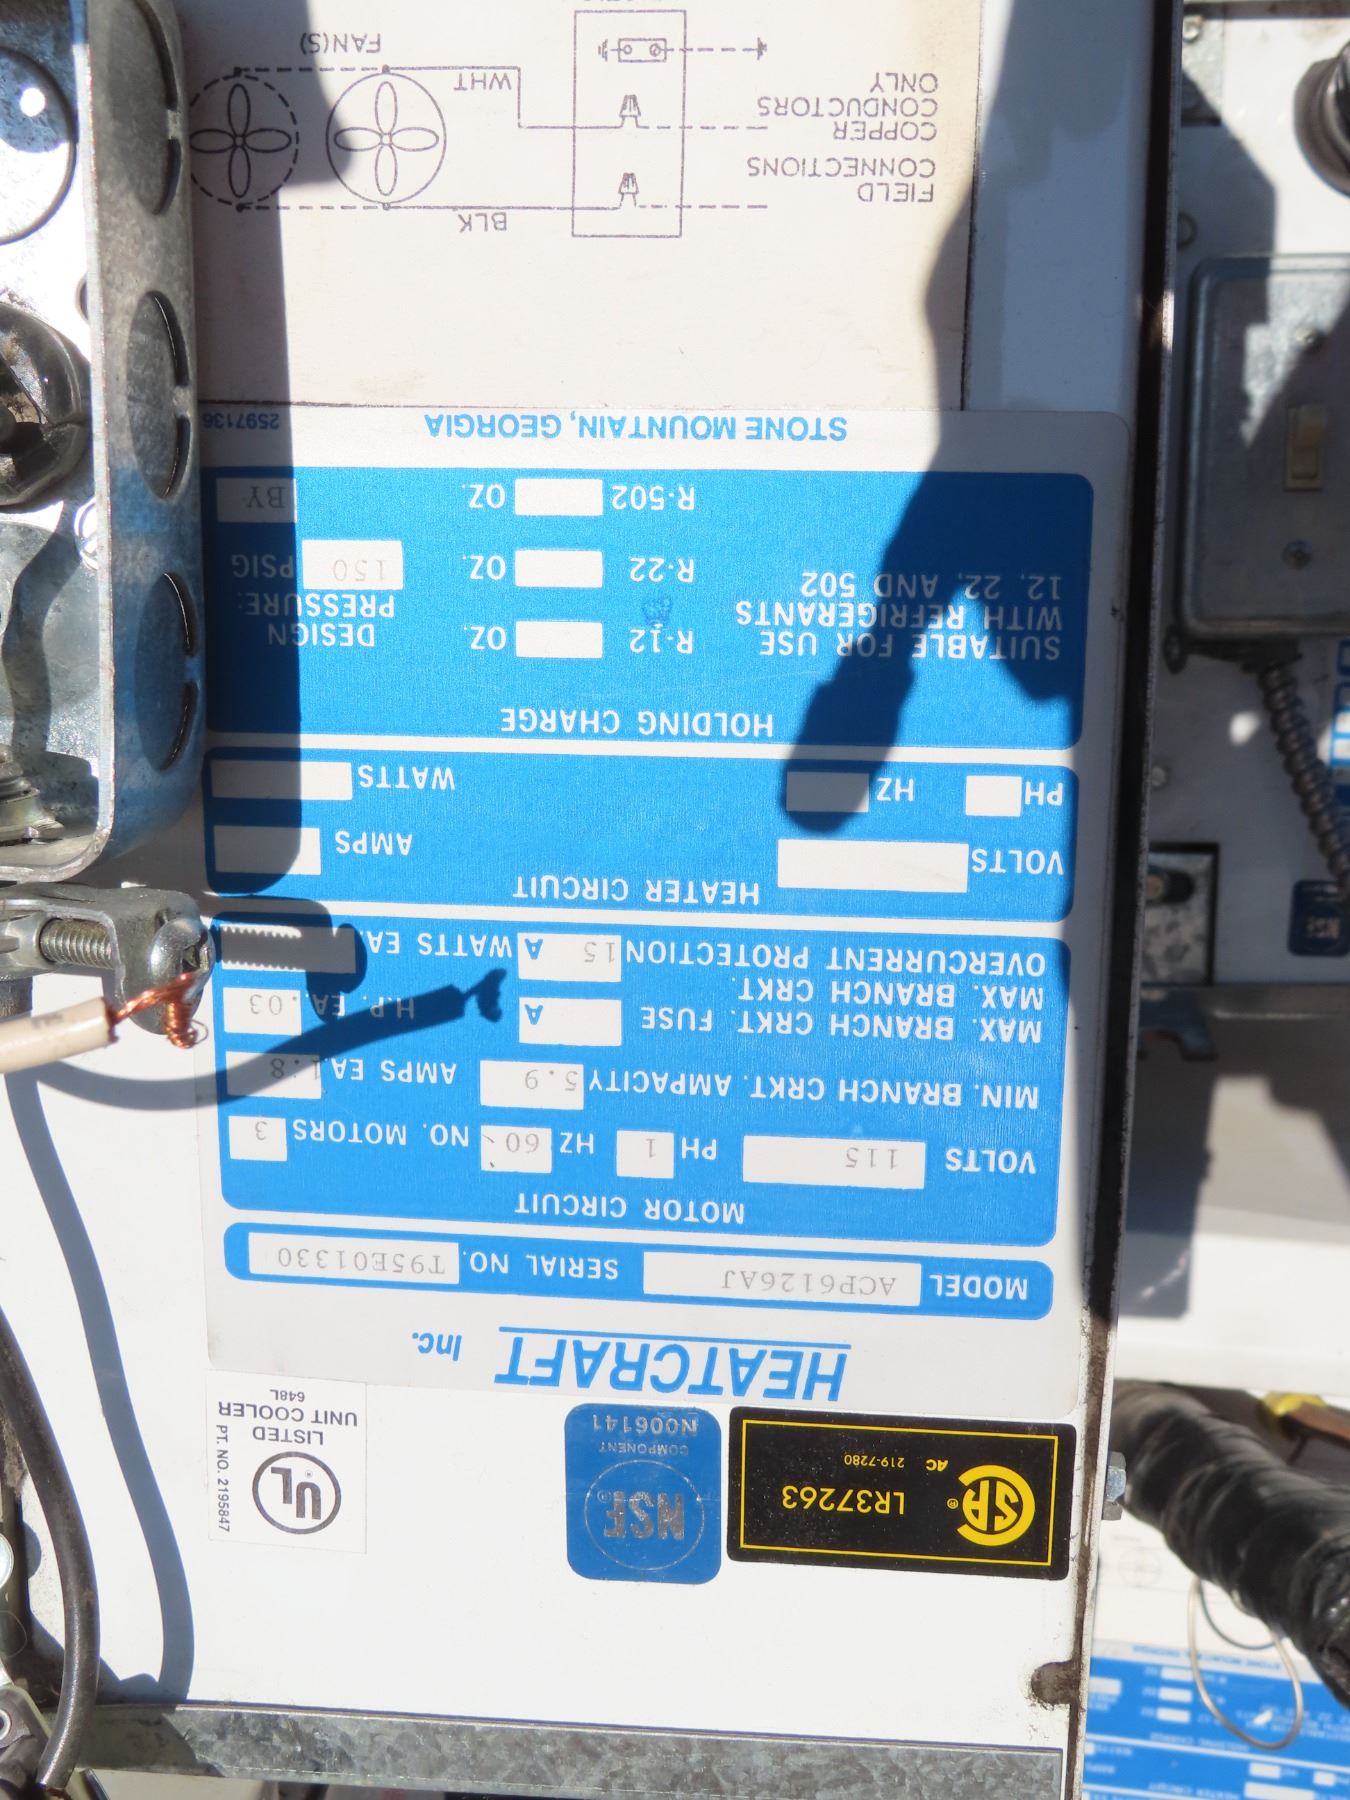 LR37263
AC 219-7280
NSF®
COMPONENT
N006141
UL®
LISTED
UNIT COOLER
648L
PT. NO. 2195847
HEATCRAFT Inc.
MODEL ACP6126AJ SERIAL NO. T95E01330
MOTOR CIRCUIT
VOLTS 115 PH 1 HZ 60 NO. MOTORS 3
MIN. BRANCH CRKT. AMPACITY 5.9 AMPS EA. 1.8
MAX. BRANCH CRKT. FUSE A H.P. EA. .03
MAX. BRANCH CRKT.
OVERCURRENT PROTECTION 15 A WATTS EA.
HEATER CIRCUIT
VOLTS AMPS
PH HZ WATTS
HOLDING CHARGE
SUITABLE FOR USE
WITH REFRIGERANTS
12, 22, AND 502
R-12 OZ.
R-22 OZ.
R-502 OZ.
DESIGN
PRESSURE:
150 PSIG
BY
STONE MOUNTAIN, GEORGIA
2597136
FIELD
CONNECTIONS
COPPER
CONDUCTORS
ONLY
BLK
WHT
FAN(S)
NSF